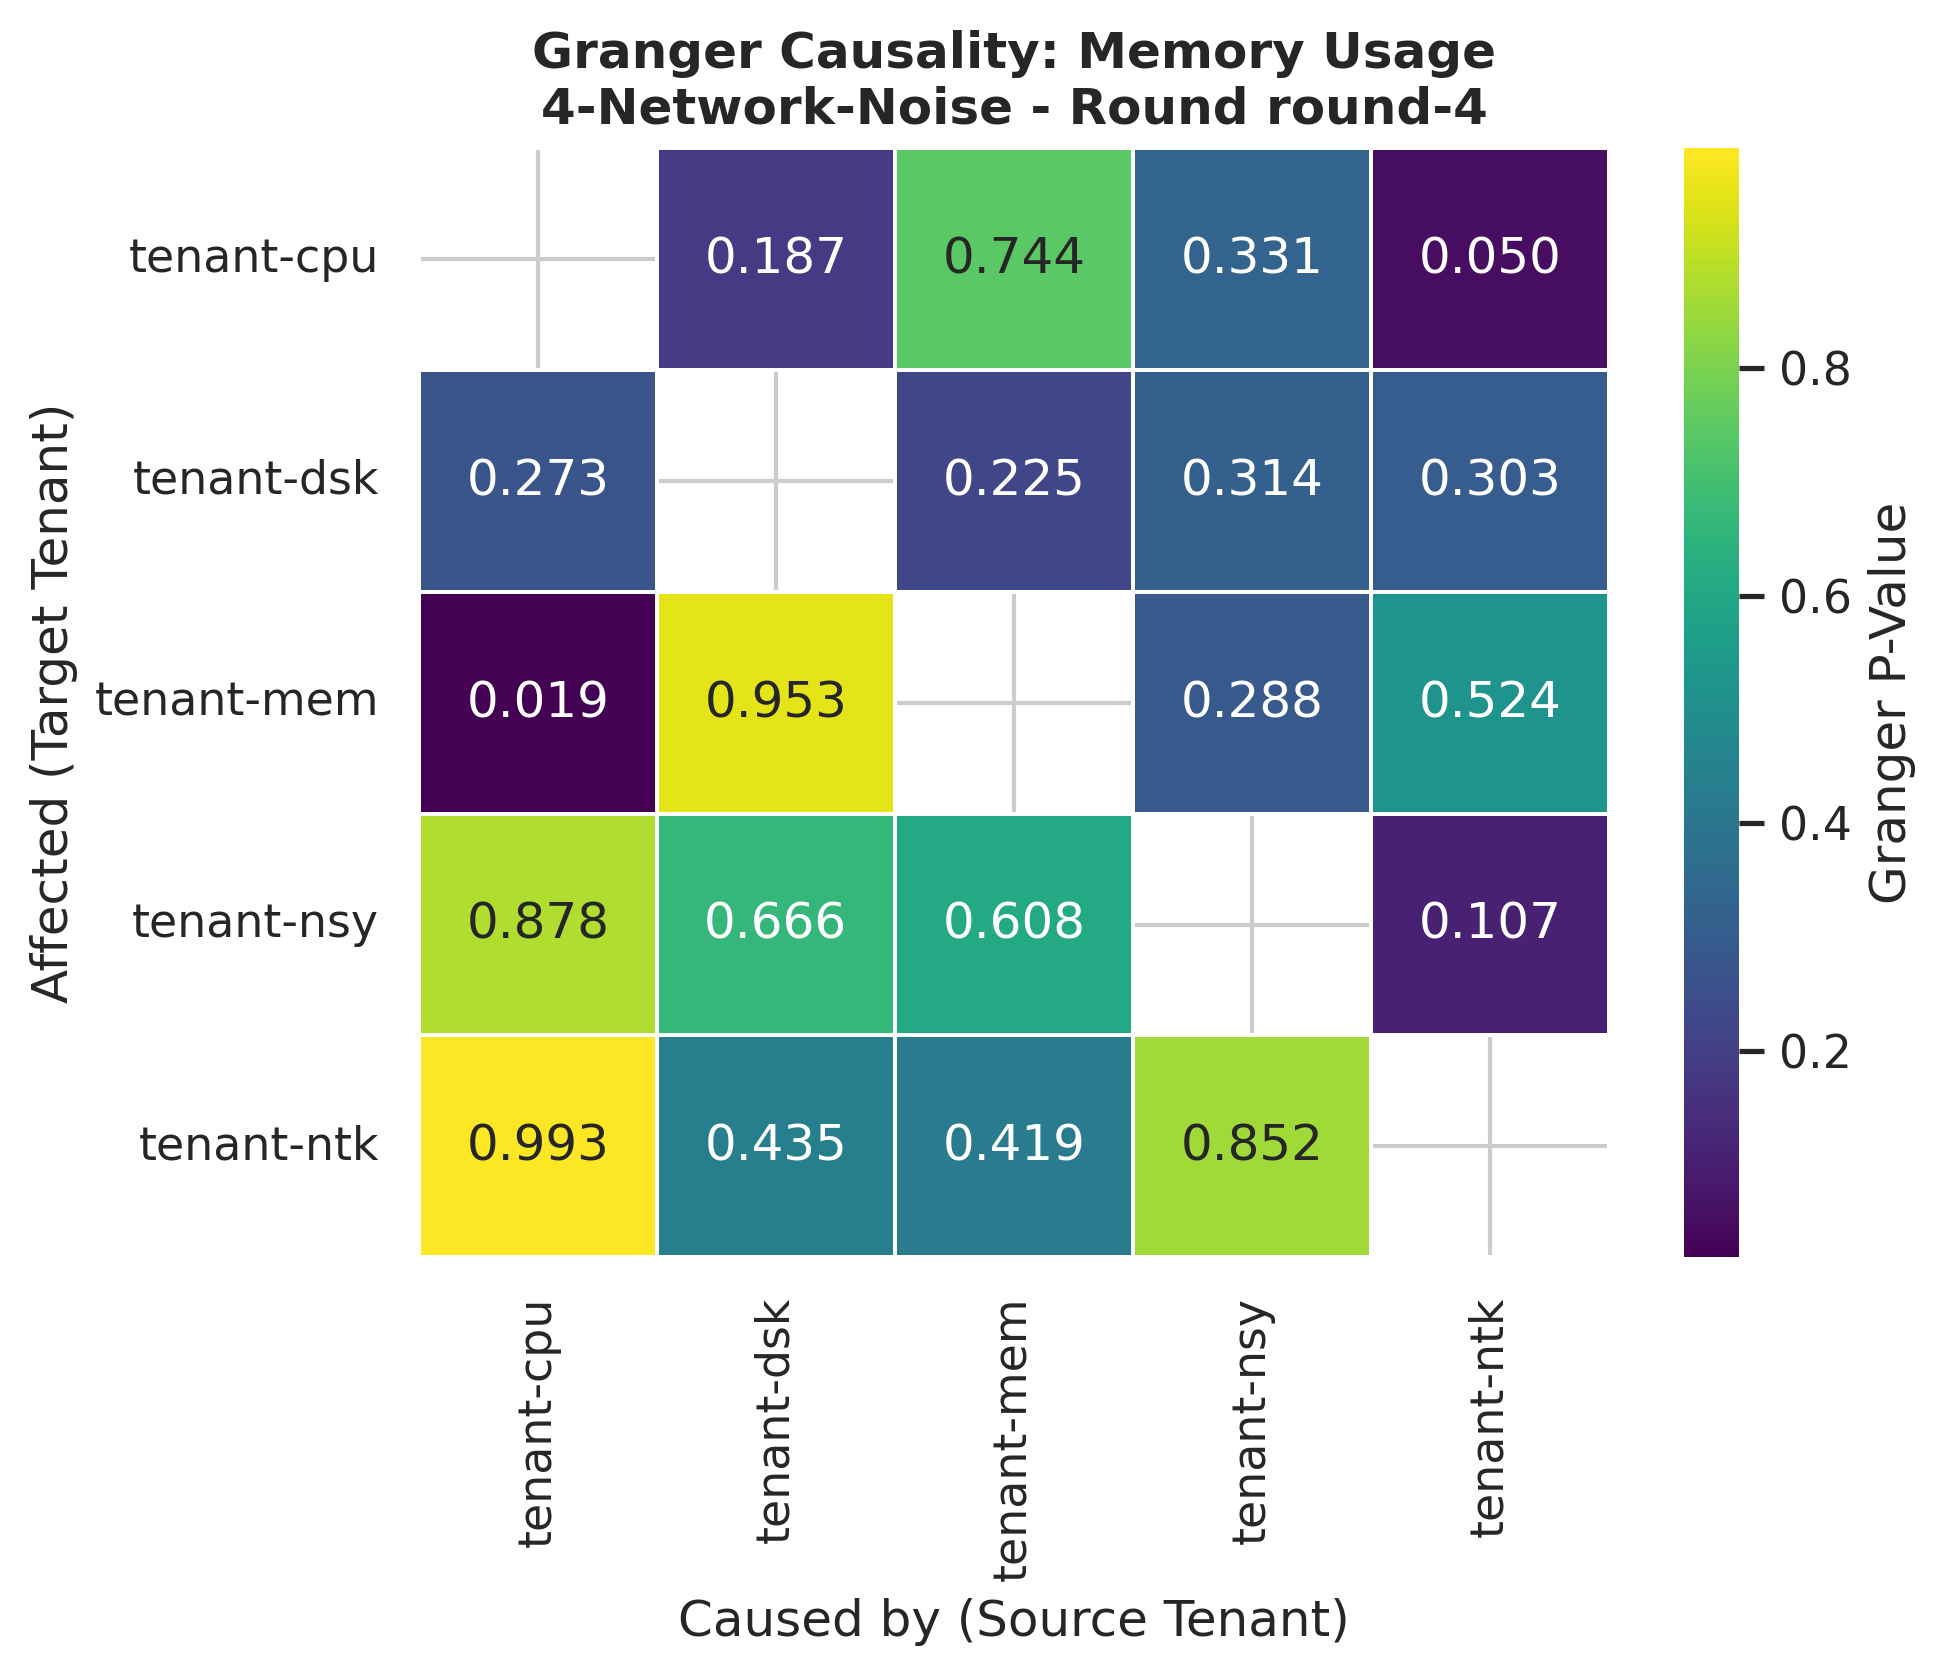 Granger Causality: Memory Usage
4-Network-Noise - Round round-4
Affected (Target Tenant)
tenant-cpu 0.187 0.744 0.331 0.050
tenant-dsk 0.273 0.225 0.314 0.303
tenant-mem 0.019 0.953 0.288 0.524
tenant-nsy 0.878 0.666 0.608 0.107
tenant-ntk 0.993 0.435 0.419 0.852
tenant-cpu
tenant-dsk
tenant-mem
tenant-nsy
tenant-ntk
Caused by (Source Tenant)
0.8
0.6
0.4
0.2
Granger P-Value